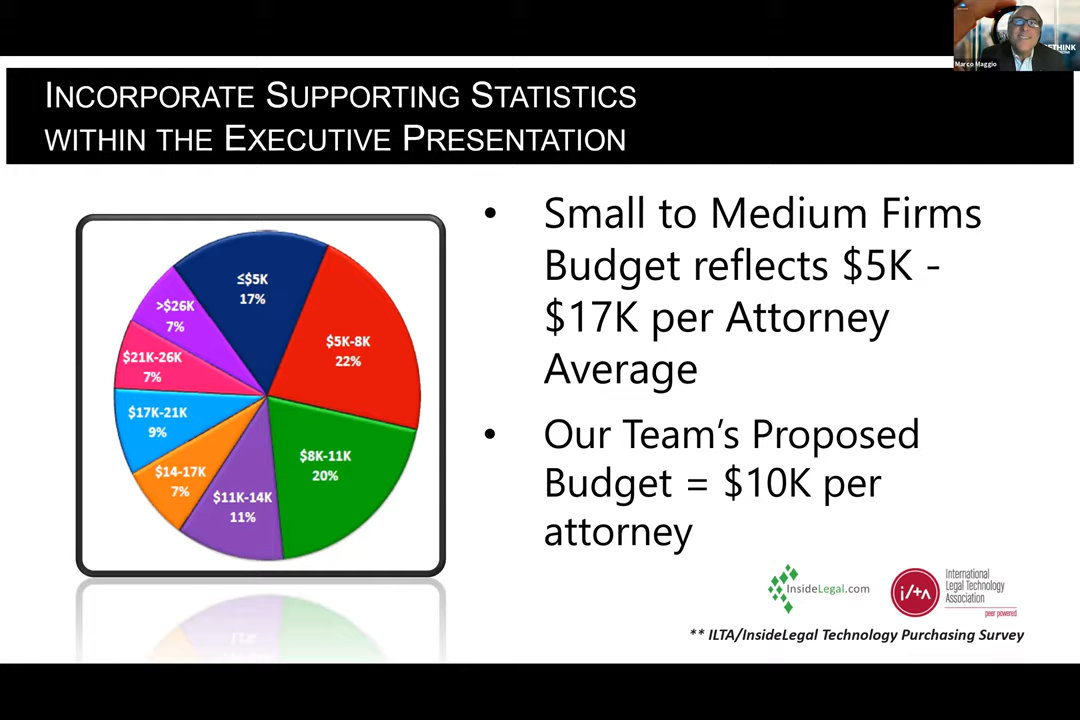 ETHINK
Marco Maggio
INCORPORATE SUPPORTING STATISTICS
WITHIN THE EXECUTIVE PRESENTATION
≤$5K
17%
$5K-8K
22%
$8K-11K
20%
$11K-14K
11%
$14-17K
7%
$17K-21K
9%
$21K-26K
7%
>$26K
7%
• Small to Medium Firms
Budget reflects $5K -
$17K per Attorney
Average
• Our Team’s Proposed
Budget = $10K per
attorney
InsideLegal.com
i/+A
International
Legal Technology
Association
peer powered
** ILTA/InsideLegal Technology Purchasing Survey